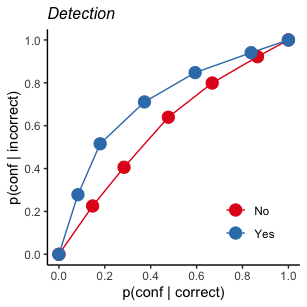 Detection
p(conf | incorrect)
1.0
0.8
0.6
0.4
0.2
0.0
No
Yes
0.0 0.2 0.4 0.6 0.8 1.0
p(conf | correct)